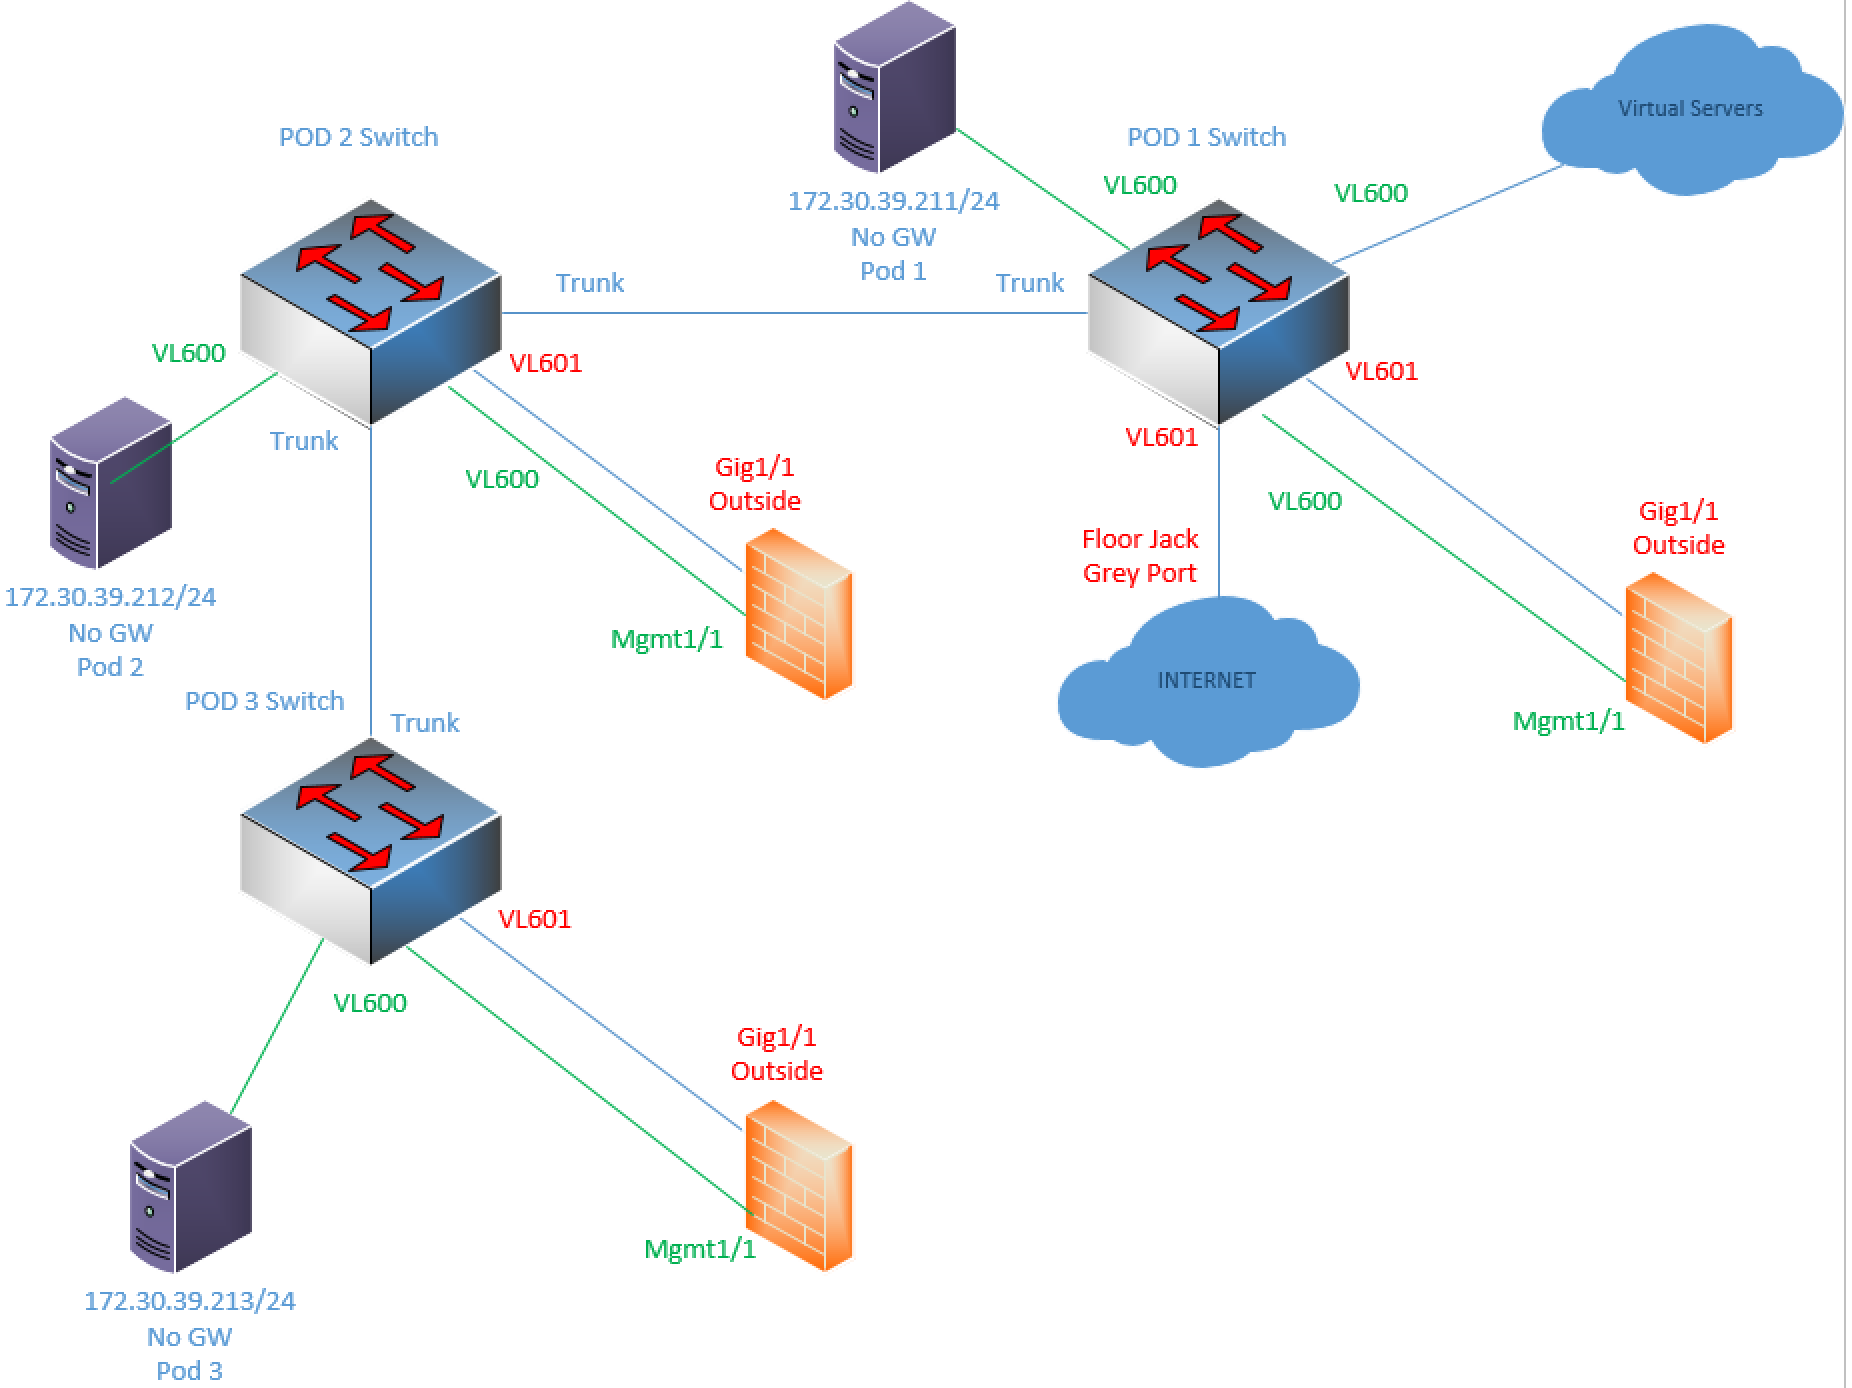 Virtual Servers
POD 2 Switch
POD 1 Switch
VL600
VL600
172.30.39.211/24
No GW
Pod 1
Trunk
Trunk
VL600
VL601
VL601
Trunk
VL601
VL600
Gig1/1
Outside
VL600
Gig1/1
Outside
Floor Jack
Grey Port
172.30.39.212/24
No GW
Pod 2
Mgmt1/1
INTERNET
POD 3 Switch
Trunk
Mgmt1/1
VL601
VL600
Gig1/1
Outside
Mgmt1/1
172.30.39.213/24
No GW
Pod 3